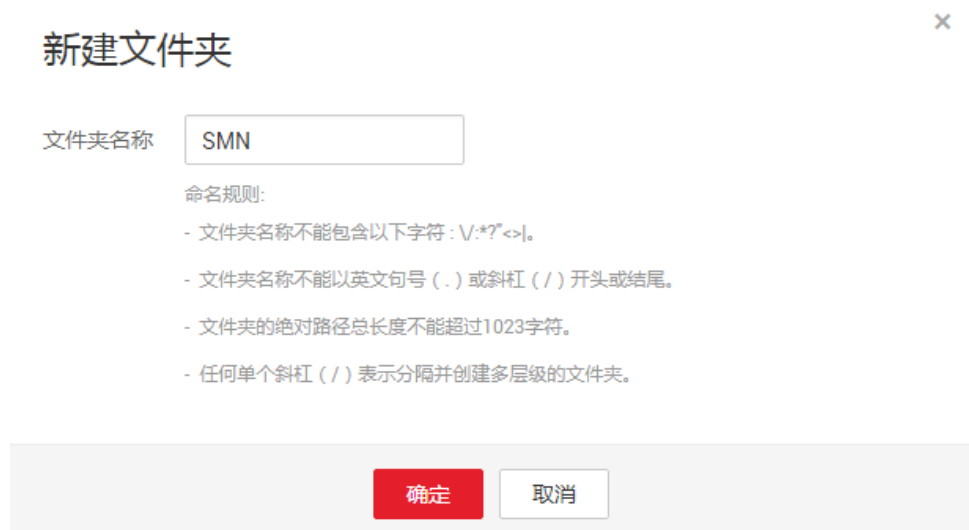 新建文件夹
文件夹名称 SMN
命名规则:
- 文件夹名称不能包含以下字符 : \/:*?"<>|。
- 文件夹名称不能以英文句号 ( . ) 或斜杠 ( / ) 开头或结尾。
- 文件夹的绝对路径总长度不能超过1023字符。
- 任何单个斜杠 ( / ) 表示分隔并创建多层级的文件夹。
确定 取消